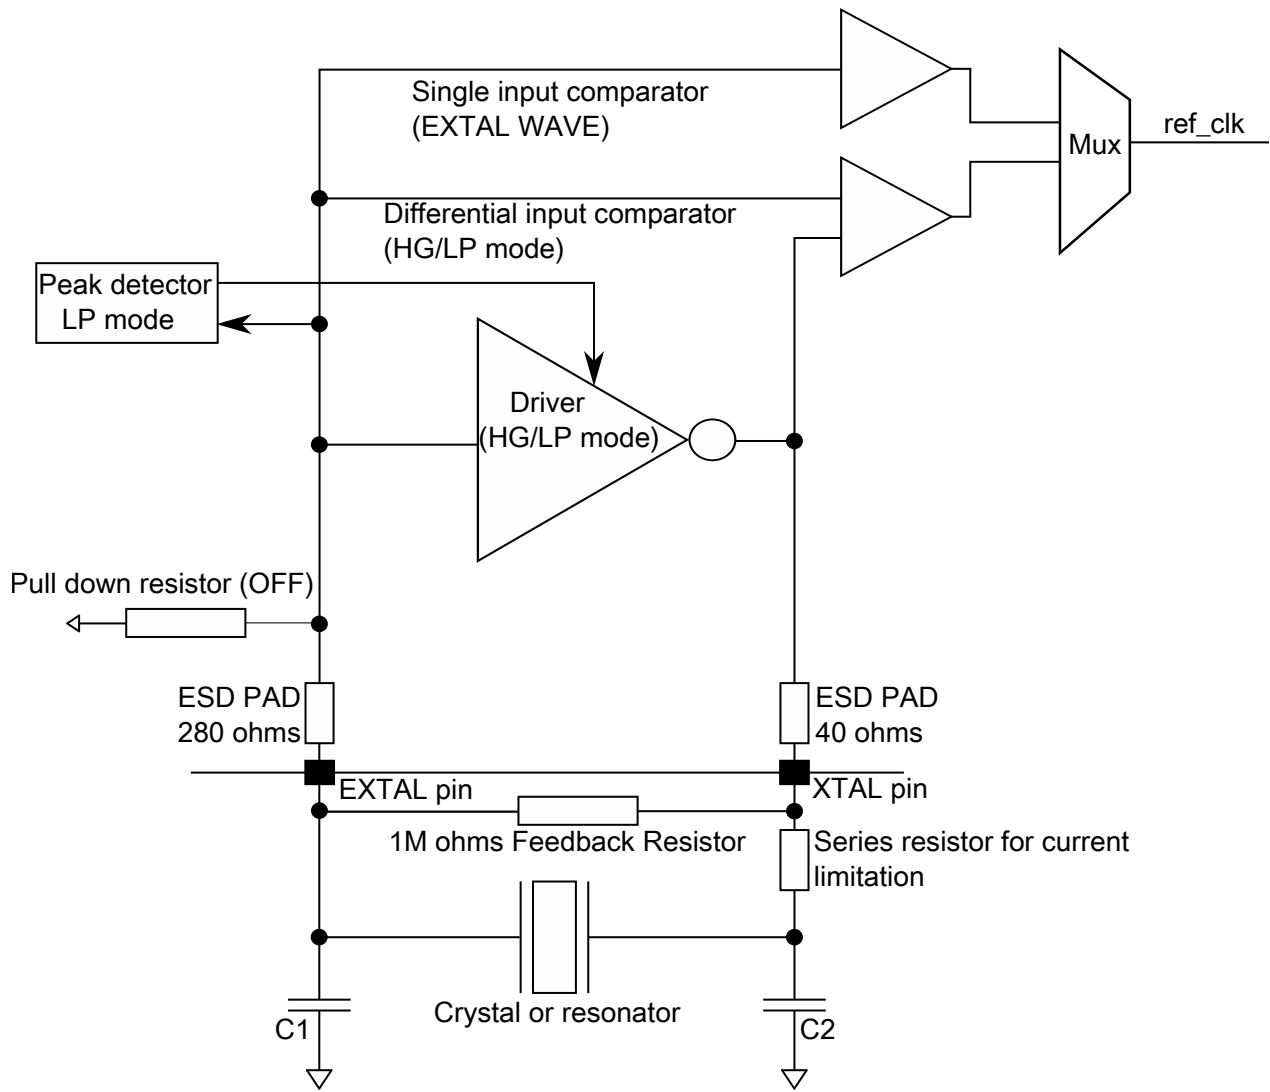 Single input comparator
(EXTAL WAVE)
Mux
ref_clk
Differential input comparator
(HG/LP mode)
Peak detector
LP mode
Driver
(HG/LP mode)
Pull down resistor (OFF)
ESD PAD
280 ohms
ESD PAD
40 ohms
EXTAL pin
XTAL pin
1M ohms Feedback Resistor
Series resistor for current
limitation
Crystal or resonator
C1
C2